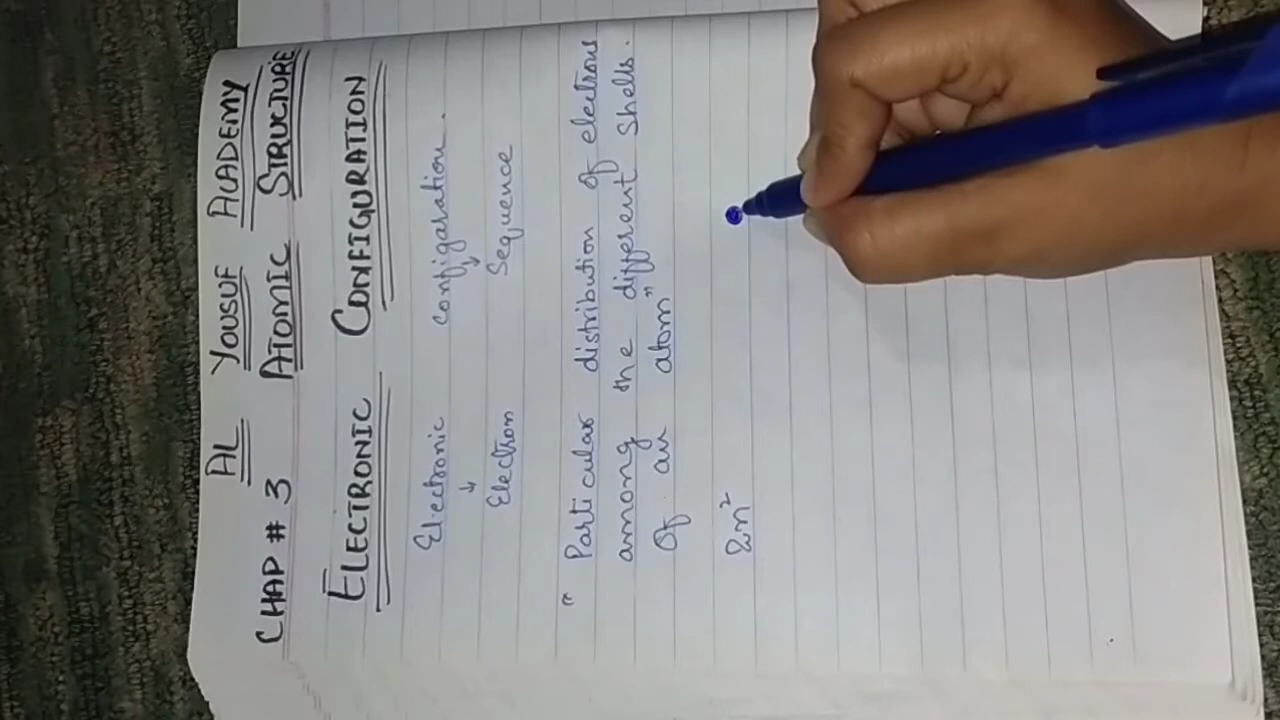 AL YOUSUF ACADEMY
CHAP # 3 ATOMIC STRUCTURE
ELECTRONIC CONFIGURATION
Electronic configaration.
↓ ↓
Electron Sequence
" Particular distribution of electrons
among the different shells.
Of an atom"
2n²